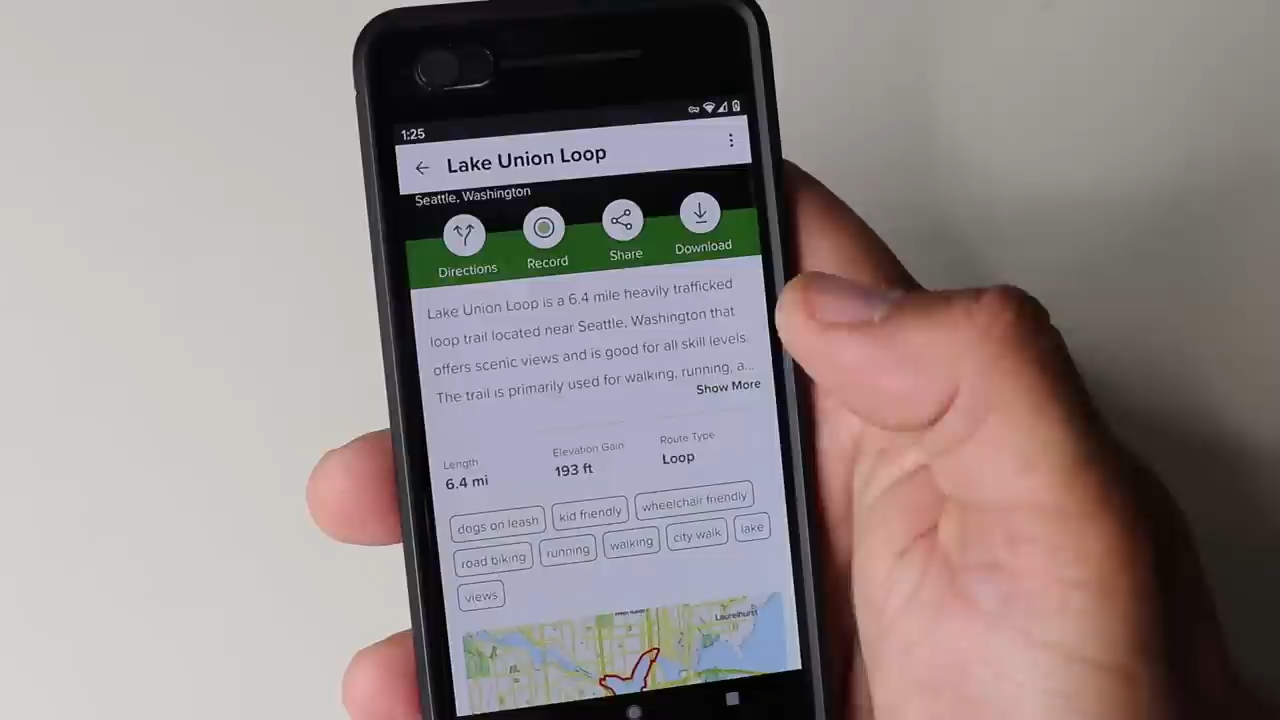 1:25
Lake Union Loop
Seattle, Washington
Directions Record Share Download
Lake Union Loop is a 6.4 mile heavily trafficked
loop trail located near Seattle, Washington that
offers scenic views and is good for all skill levels.
The trail is primarily used for walking, running, a...
Show More
Length Elevation Gain Route Type
6.4 mi 193 ft Loop
dogs on leash kid friendly wheelchair friendly
road biking running walking city walk lake
views
Laurelhurst